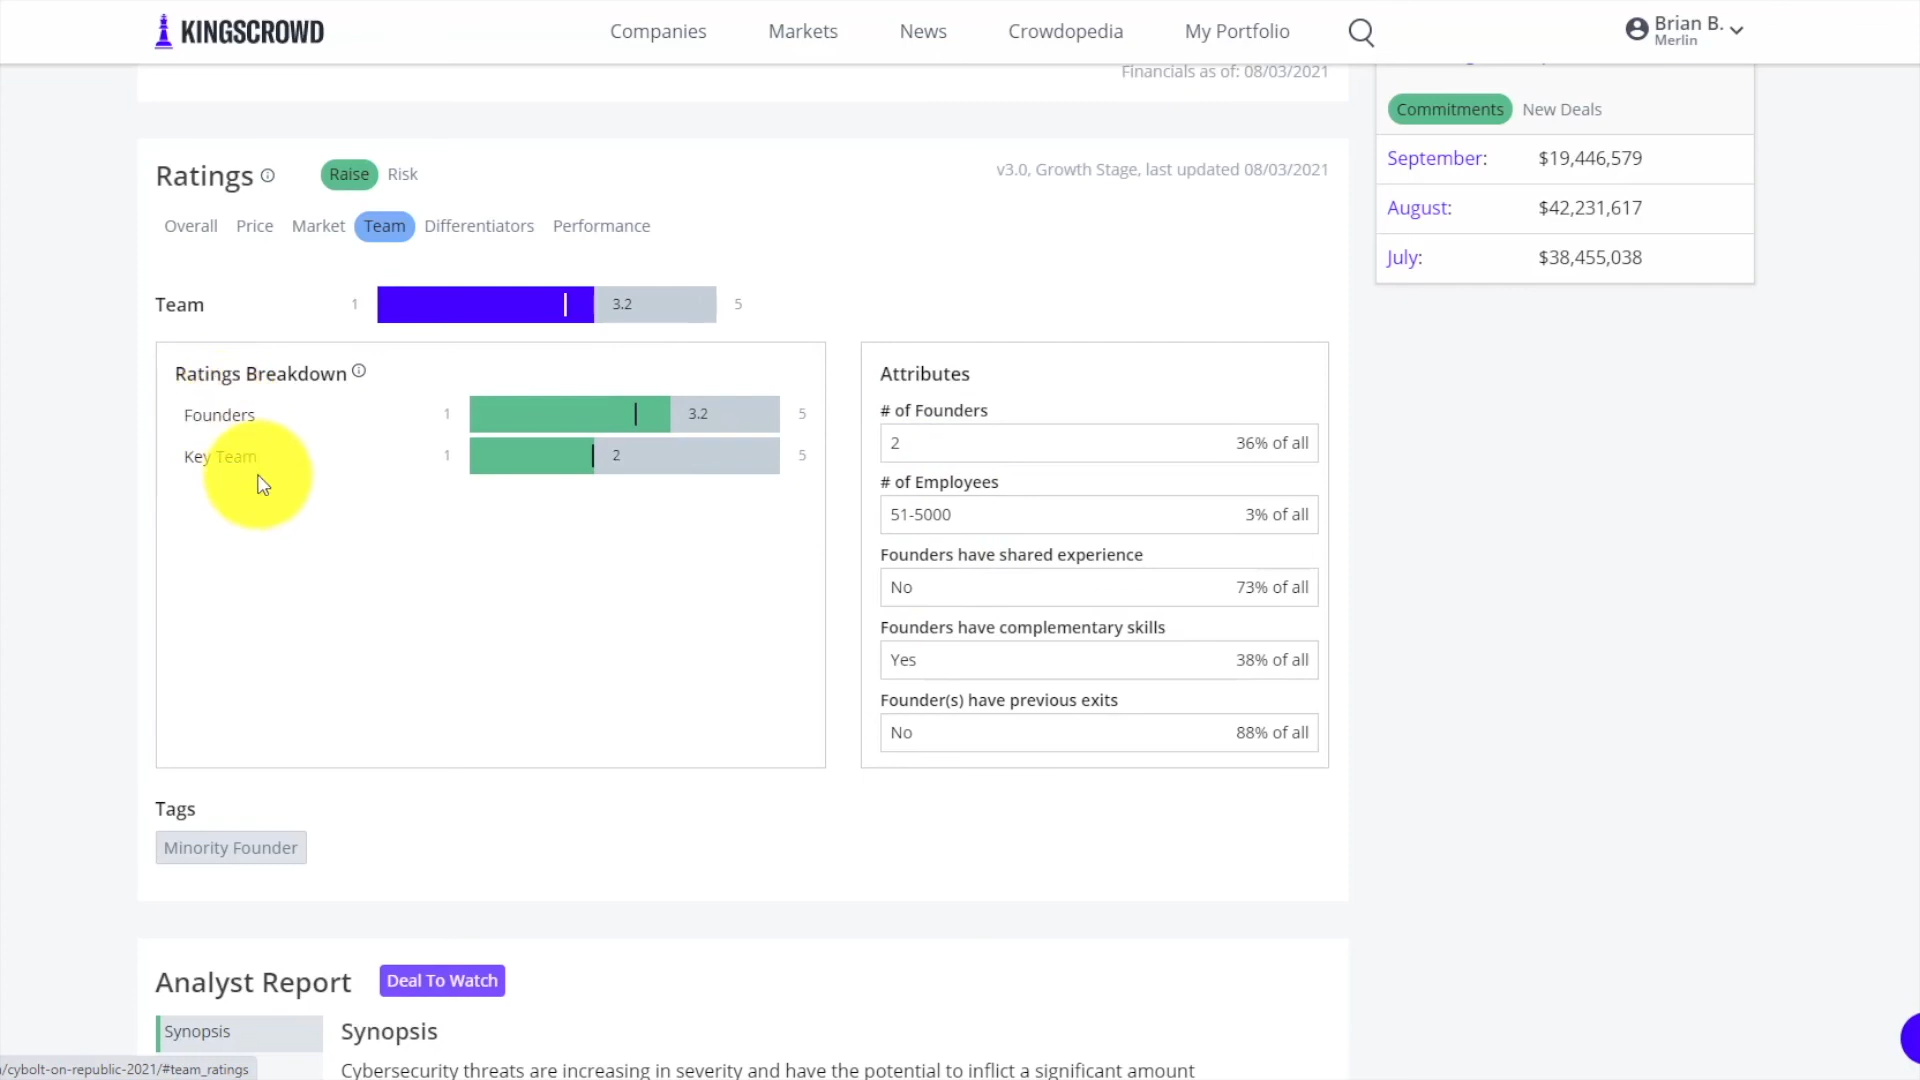 KINGSCROWD
Companies
Markets
News
Crowdopedia
My Portfolio
Brian B.
Merlin
Financials as of: 08/03/2021
Commitments
New Deals
September: $19,446,579
August: $42,231,617
July: $38,455,038
Ratings
Raise
Risk
v3.0, Growth Stage, last updated 08/03/2021
Overall
Price
Market
Team
Differentiators
Performance
Team 1 3.2 5
Ratings Breakdown
Founders 1 3.2 5
Key Team 1 2 5
Attributes
# of Founders
2 36% of all
# of Employees
51-5000 3% of all
Founders have shared experience
No 73% of all
Founders have complementary skills
Yes 38% of all
Founder(s) have previous exits
No 88% of all
Tags
Minority Founder
Analyst Report
Deal To Watch
Synopsis
Synopsis
Cybersecurity threats are increasing in severity and have the potential to inflict a significant amount
/cybolt-on-republic-2021/#team_ratings